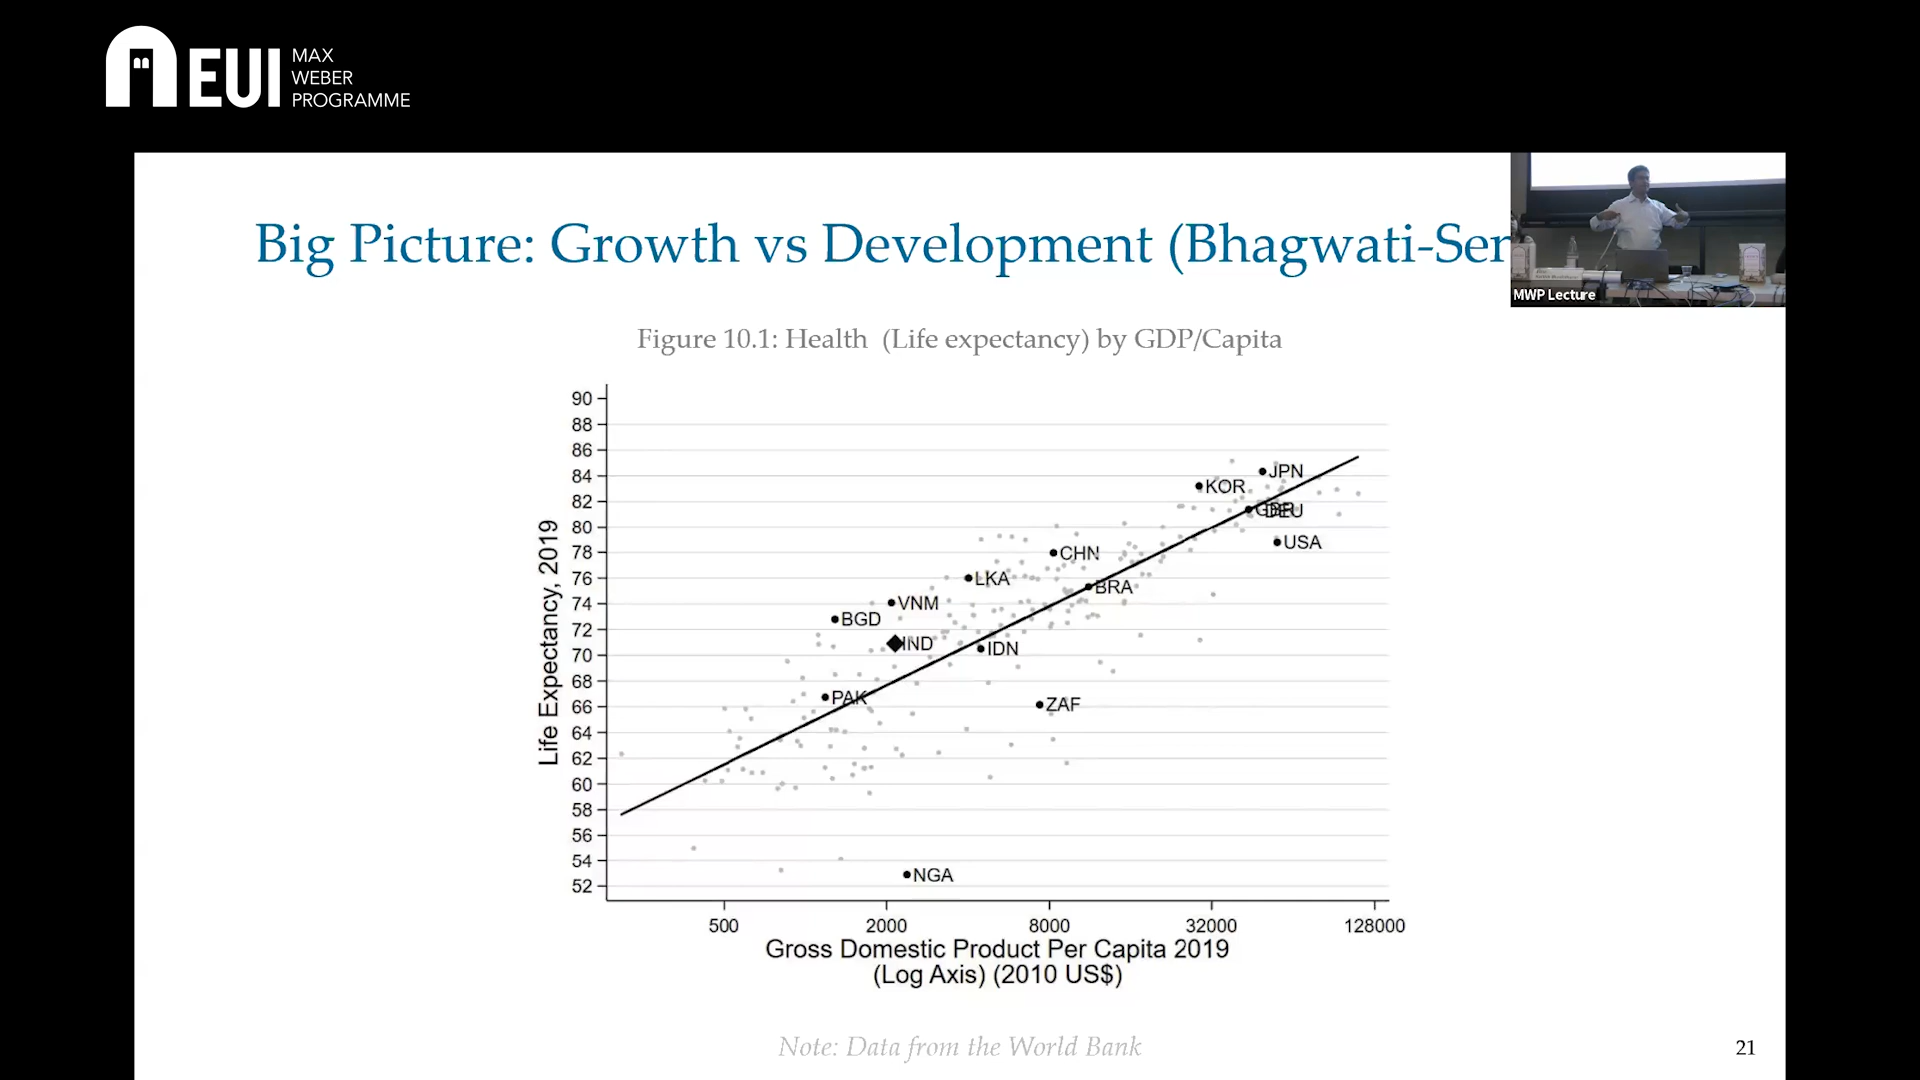 EUI
MAX
WEBER
PROGRAMME
Big Picture: Growth vs Development (Bhagwati-Sen
MWP Lecture
Figure 10.1: Health (Life expectancy) by GDP/Capita
Life Expectancy, 2019
90
88
86
84
82
80
78
76
74
72
70
68
66
64
62
60
58
56
54
52
JPN
KOR
GBR
DEU
USA
CHN
LKA
BRA
VNM
BGD
IND
IDN
PAK
ZAF
NGA
500 2000 8000 32000 128000
Gross Domestic Product Per Capita 2019
(Log Axis) (2010 US$)
Note: Data from the World Bank
21